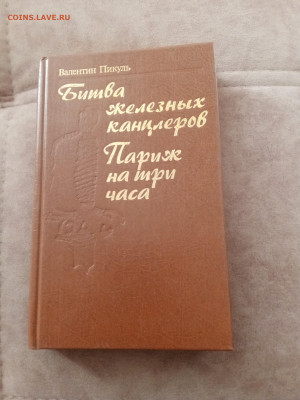 COINS.LAVE.RU
Валентин Пикуль
Битва
железных
канцлеров
Париж
на три
часа